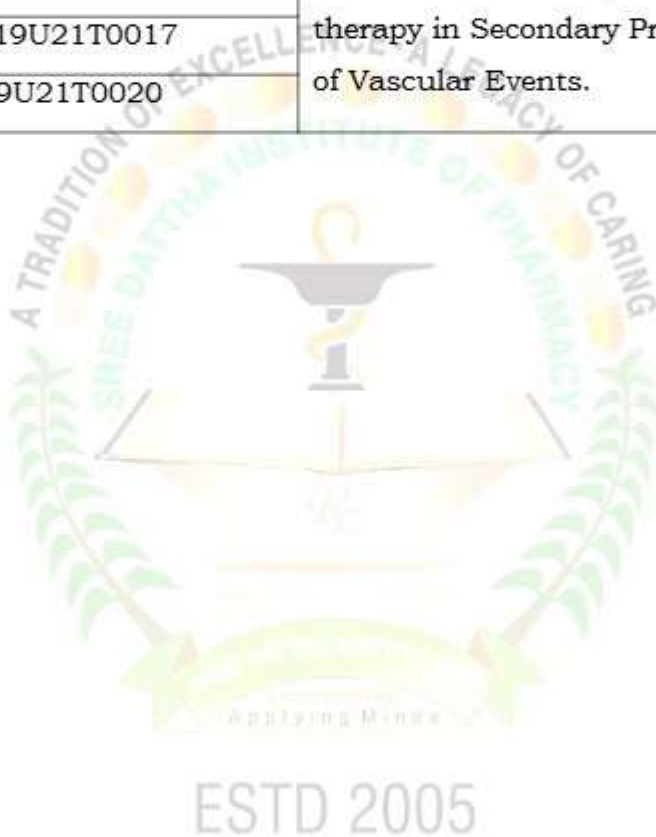 19U21T0017
9U21T0020
therapy in Secondary Pr
of Vascular Events.
A TRADITION OF EXCELLENCE A LEGACY OF CARING
SREE DATTHA INSTITUTE OF PHARMACY
Applying Minds
ESTD 2005